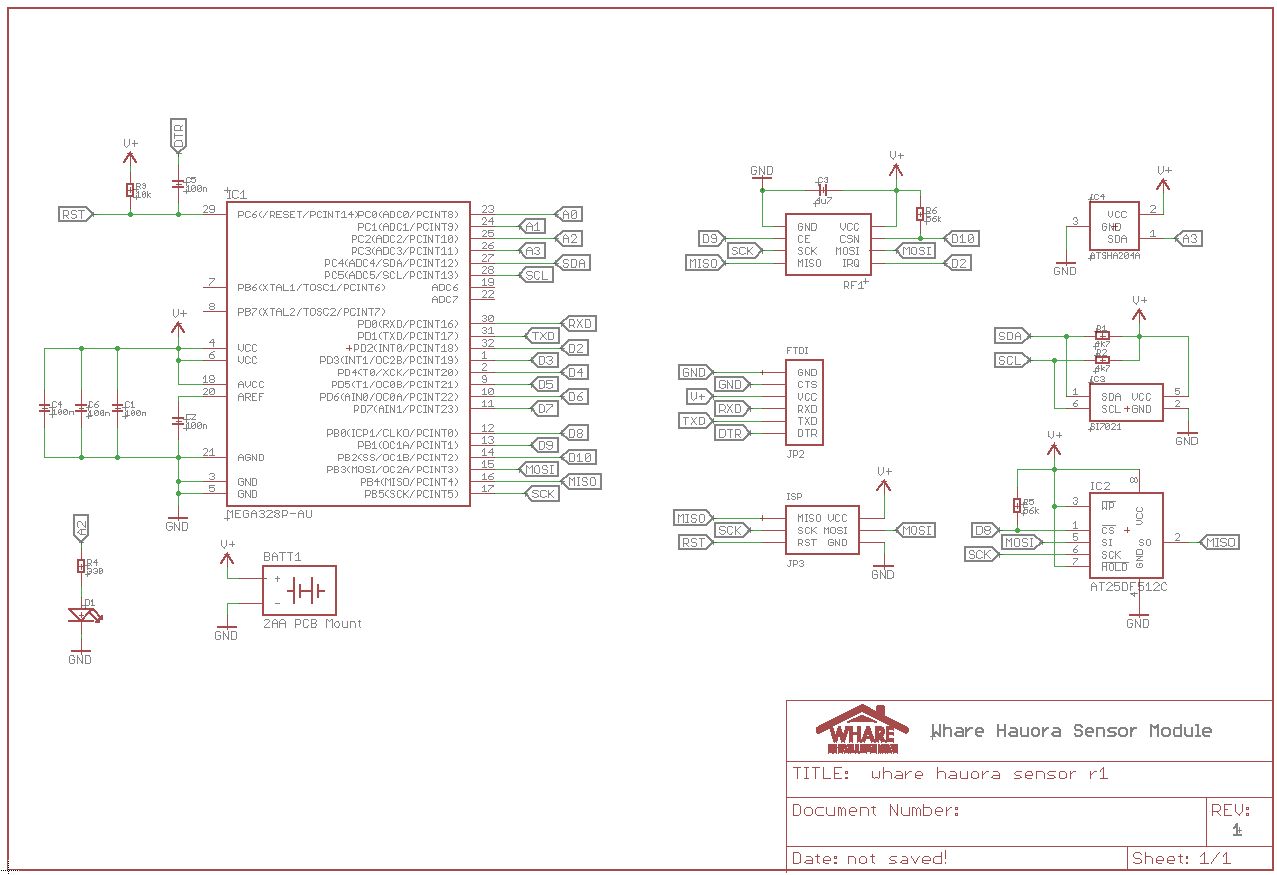 DTR
V+
R3
10k
C5
100n
RST
29
IC1
PC6(/RESET/PCINT14)
PC0(ADC0/PCINT8)
23
A0
PC1(ADC1/PCINT9)
24
A1
PC2(ADC2/PCINT10)
25
A2
PC3(ADC3/PCINT11)
26
A3
PC4(ADC4/SDA/PCINT12)
27
SDA
PC5(ADC5/SCL/PCINT13)
28
SCL
7
PB6(XTAL1/TOSC1/PCINT6)
ADC6
19
ADC7
22
8
PB7(XTAL2/TOSC2/PCINT7)
PD0(RXD/PCINT16)
30
RXD
PD1(TXD/PCINT17)
31
TXD
PD2(INT0/PCINT18)
32
D2
PD3(INT1/OC2B/PCINT19)
1
D3
PD4(T0/XCK/PCINT20)
2
D4
PD5(T1/OC0B/PCINT21)
9
D5
PD6(AIN0/OC0A/PCINT22)
10
D6
PD7(AIN1/PCINT23)
11
D7
PB0(ICP1/CLKO/PCINT0)
12
D8
PB1(OC1A/PCINT1)
13
D9
PB2(SS/OC1B/PCINT2)
14
D10
PB3(MOSI/OC2A/PCINT3)
15
MOSI
PB4(MISO/PCINT4)
16
MISO
PB5(SCK/PCINT5)
17
SCK
V+
4
VCC
6
VCC
18
AVCC
20
AREF
21
AGND
3
GND
5
GND
C4
100n
C6
100n
C1
100n
C2
100n
GND
MEGA328P-AU
A2
R4
330
D1
GND
V+
BATT1
+
-
2AA PCB Mount
GND
GND
C3
4u7
V+
R6
56k
D9
SCK
MISO
GND
CE
SCK
MISO
VCC
CSN
MOSI
IRQ
D10
MOSI
D2
RF1
FTDI
GND
GND
V+
RXD
TXD
DTR
GND
CTS
VCC
RXD
TXD
DTR
JP2
ISP
V+
MISO
SCK
RST
MISO VCC
SCK MOSI
RST GND
MOSI
JP3
GND
IC4
V+
VCC
2
3
GND
SDA
1
A3
ATSHA204A
GND
V+
SDA
R1
4k7
SCL
R2
4k7
IC3
1
SDA VCC
5
6
SCL GND
2
SI7021
GND
V+
R5
56k
IC2
8
VCC
3
WP
D8
1
CS
MOSI
5
SI
SO
2
MISO
SCK
6
SCK
7
HOLD
GND
4
AT25DF512C
GND
WHARE
Whare Hauora Sensor Module
TITLE: whare hauora sensor r1
Document Number:
REV:
1
Date: not saved!
Sheet: 1/1